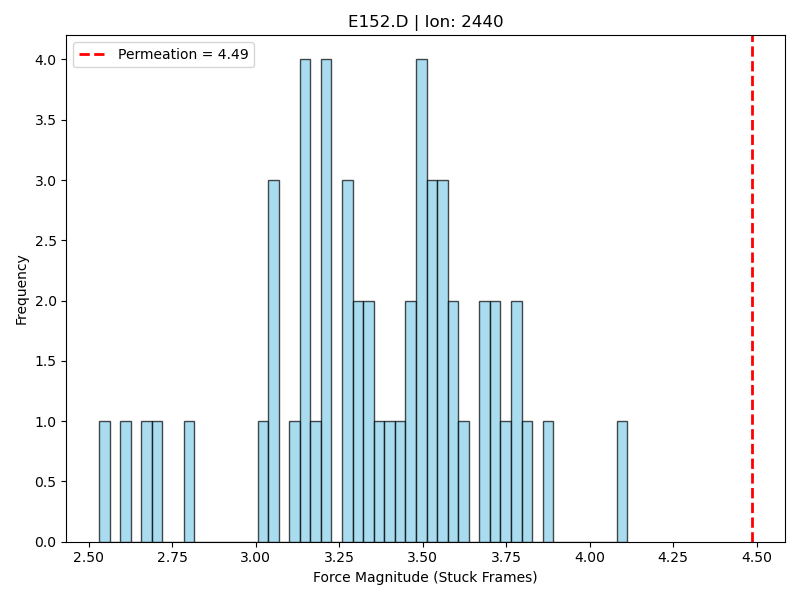 E152.D | Ion: 2440
Permeation = 4.49
Frequency
4.0
3.5
3.0
2.5
2.0
1.5
1.0
0.5
0.0
2.50 2.75 3.00 3.25 3.50 3.75 4.00 4.25 4.50
Force Magnitude (Stuck Frames)